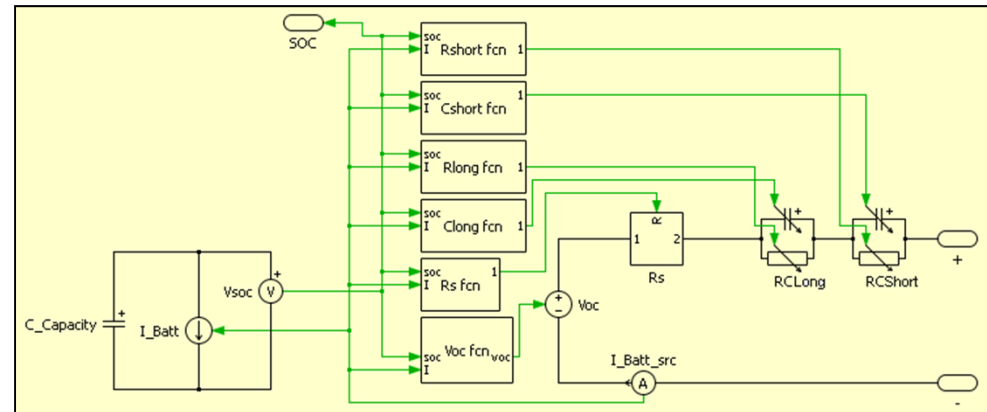 SOC
soc
I
Rshort fcn
1
soc
I
Cshort fcn
1
soc
I
Rlong fcn
1
soc
I
Clong fcn
1
soc
I
Rs fcn
1
soc
I
Voc fcn
voc
C_Capacity
+
I_Batt
Vsoc
+
V
R
1
2
Rs
+
-
Voc
+
RCLong
+
RCShort
+
I_Batt_src
A
-